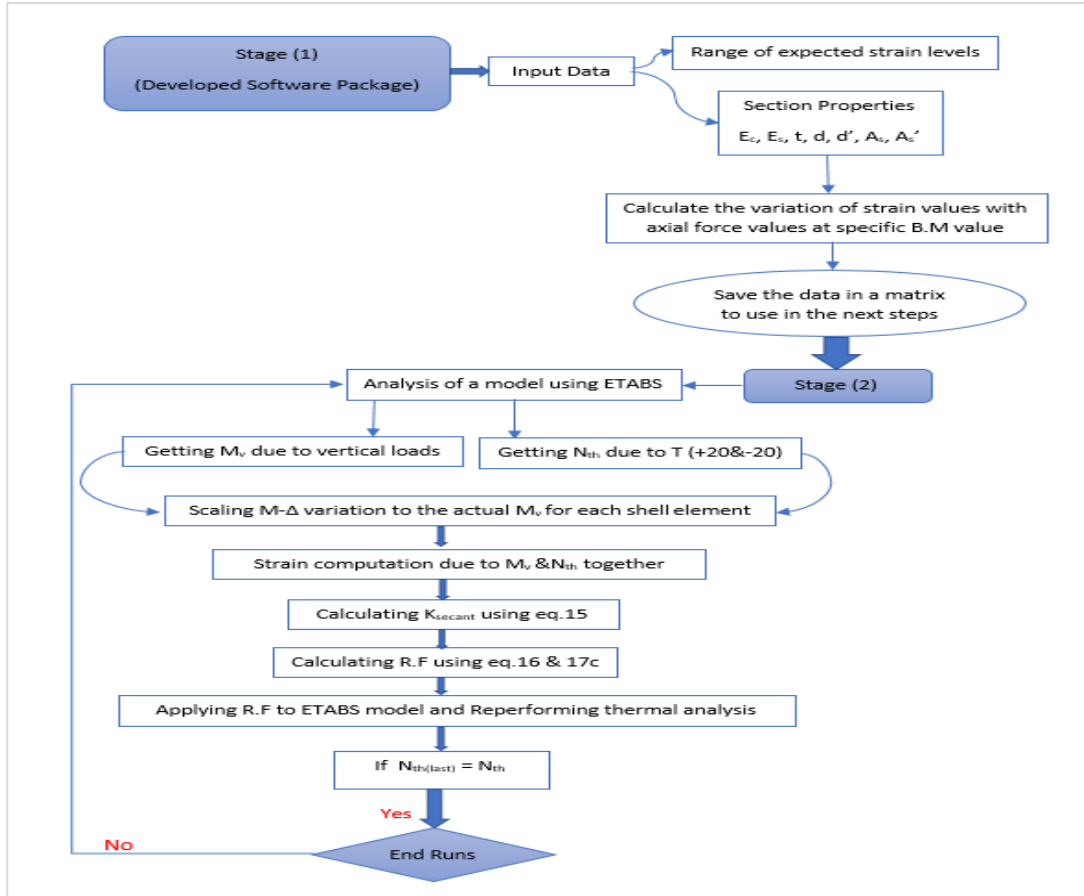 Stage (1)
(Developed Software Package)
Input Data
Range of expected strain levels
Section Properties
E꜀, Eₛ, t, d, d’, Aₛ, Aₛ’
Calculate the variation of strain values with
axial force values at specific B.M value
Save the data in a matrix
to use in the next steps
Stage (2)
Analysis of a model using ETABS
Getting Mᵥ due to vertical loads
Getting Nₜₕ due to T (+20&-20)
Scaling M-Δ variation to the actual Mᵥ for each shell element
Strain computation due to Mᵥ &Nₜₕ together
Calculating Kₛₑ꜀ₐₙₜ using eq.15
Calculating R.F using eq.16 & 17c
Applying R.F to ETABS model and Reperforming thermal analysis
If Nₜₕ₍ₗₐₛₜ₎ = Nₜₕ
Yes
No
End Runs